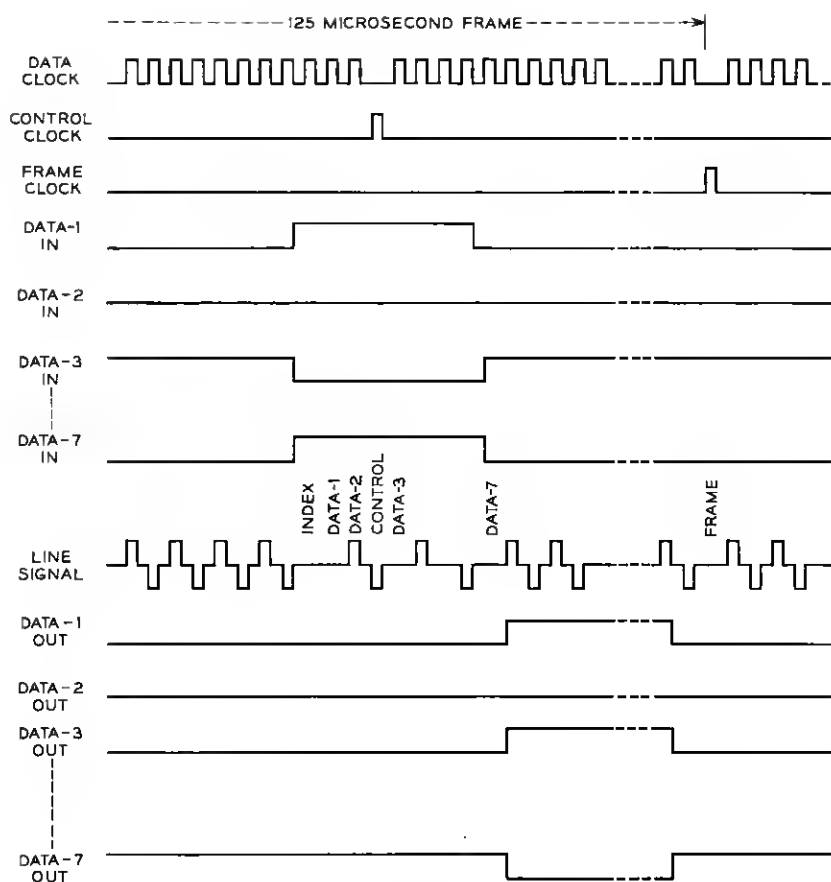 125 MICROSECOND FRAME
DATA
CLOCK
CONTROL
CLOCK
FRAME
CLOCK
DATA-1
IN
DATA-2
IN
DATA-3
IN
DATA-7
IN
INDEX
DATA-1
DATA-2
CONTROL
DATA-3
DATA-7
FRAME
LINE
SIGNAL
DATA-1
OUT
DATA-2
OUT
DATA-3
OUT
DATA-7
OUT